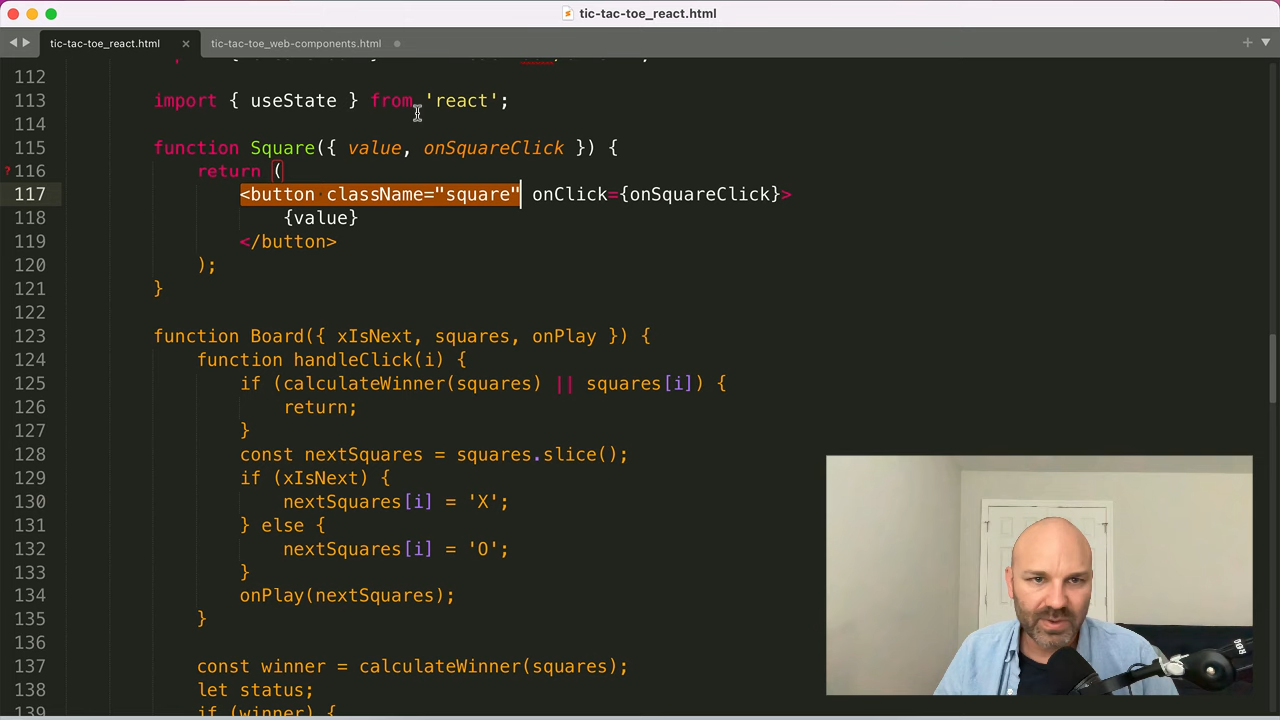 tic-tac-toe_react.html
tic-tac-toe_react.html
tic-tac-toe_web-components.html
112
113 import { useState } from 'react';
114
115 function Square({ value, onSquareClick }) {
116 return (
117 <button className="square" onClick={onSquareClick}>
118 {value}
119 </button>
120 );
121 }
122
123 function Board({ xIsNext, squares, onPlay }) {
124 function handleClick(i) {
125 if (calculateWinner(squares) || squares[i]) {
126 return;
127 }
128 const nextSquares = squares.slice();
129 if (xIsNext) {
130 nextSquares[i] = 'X';
131 } else {
132 nextSquares[i] = 'O';
133 }
134 onPlay(nextSquares);
135 }
136
137 const winner = calculateWinner(squares);
138 let status;
if (winner) {